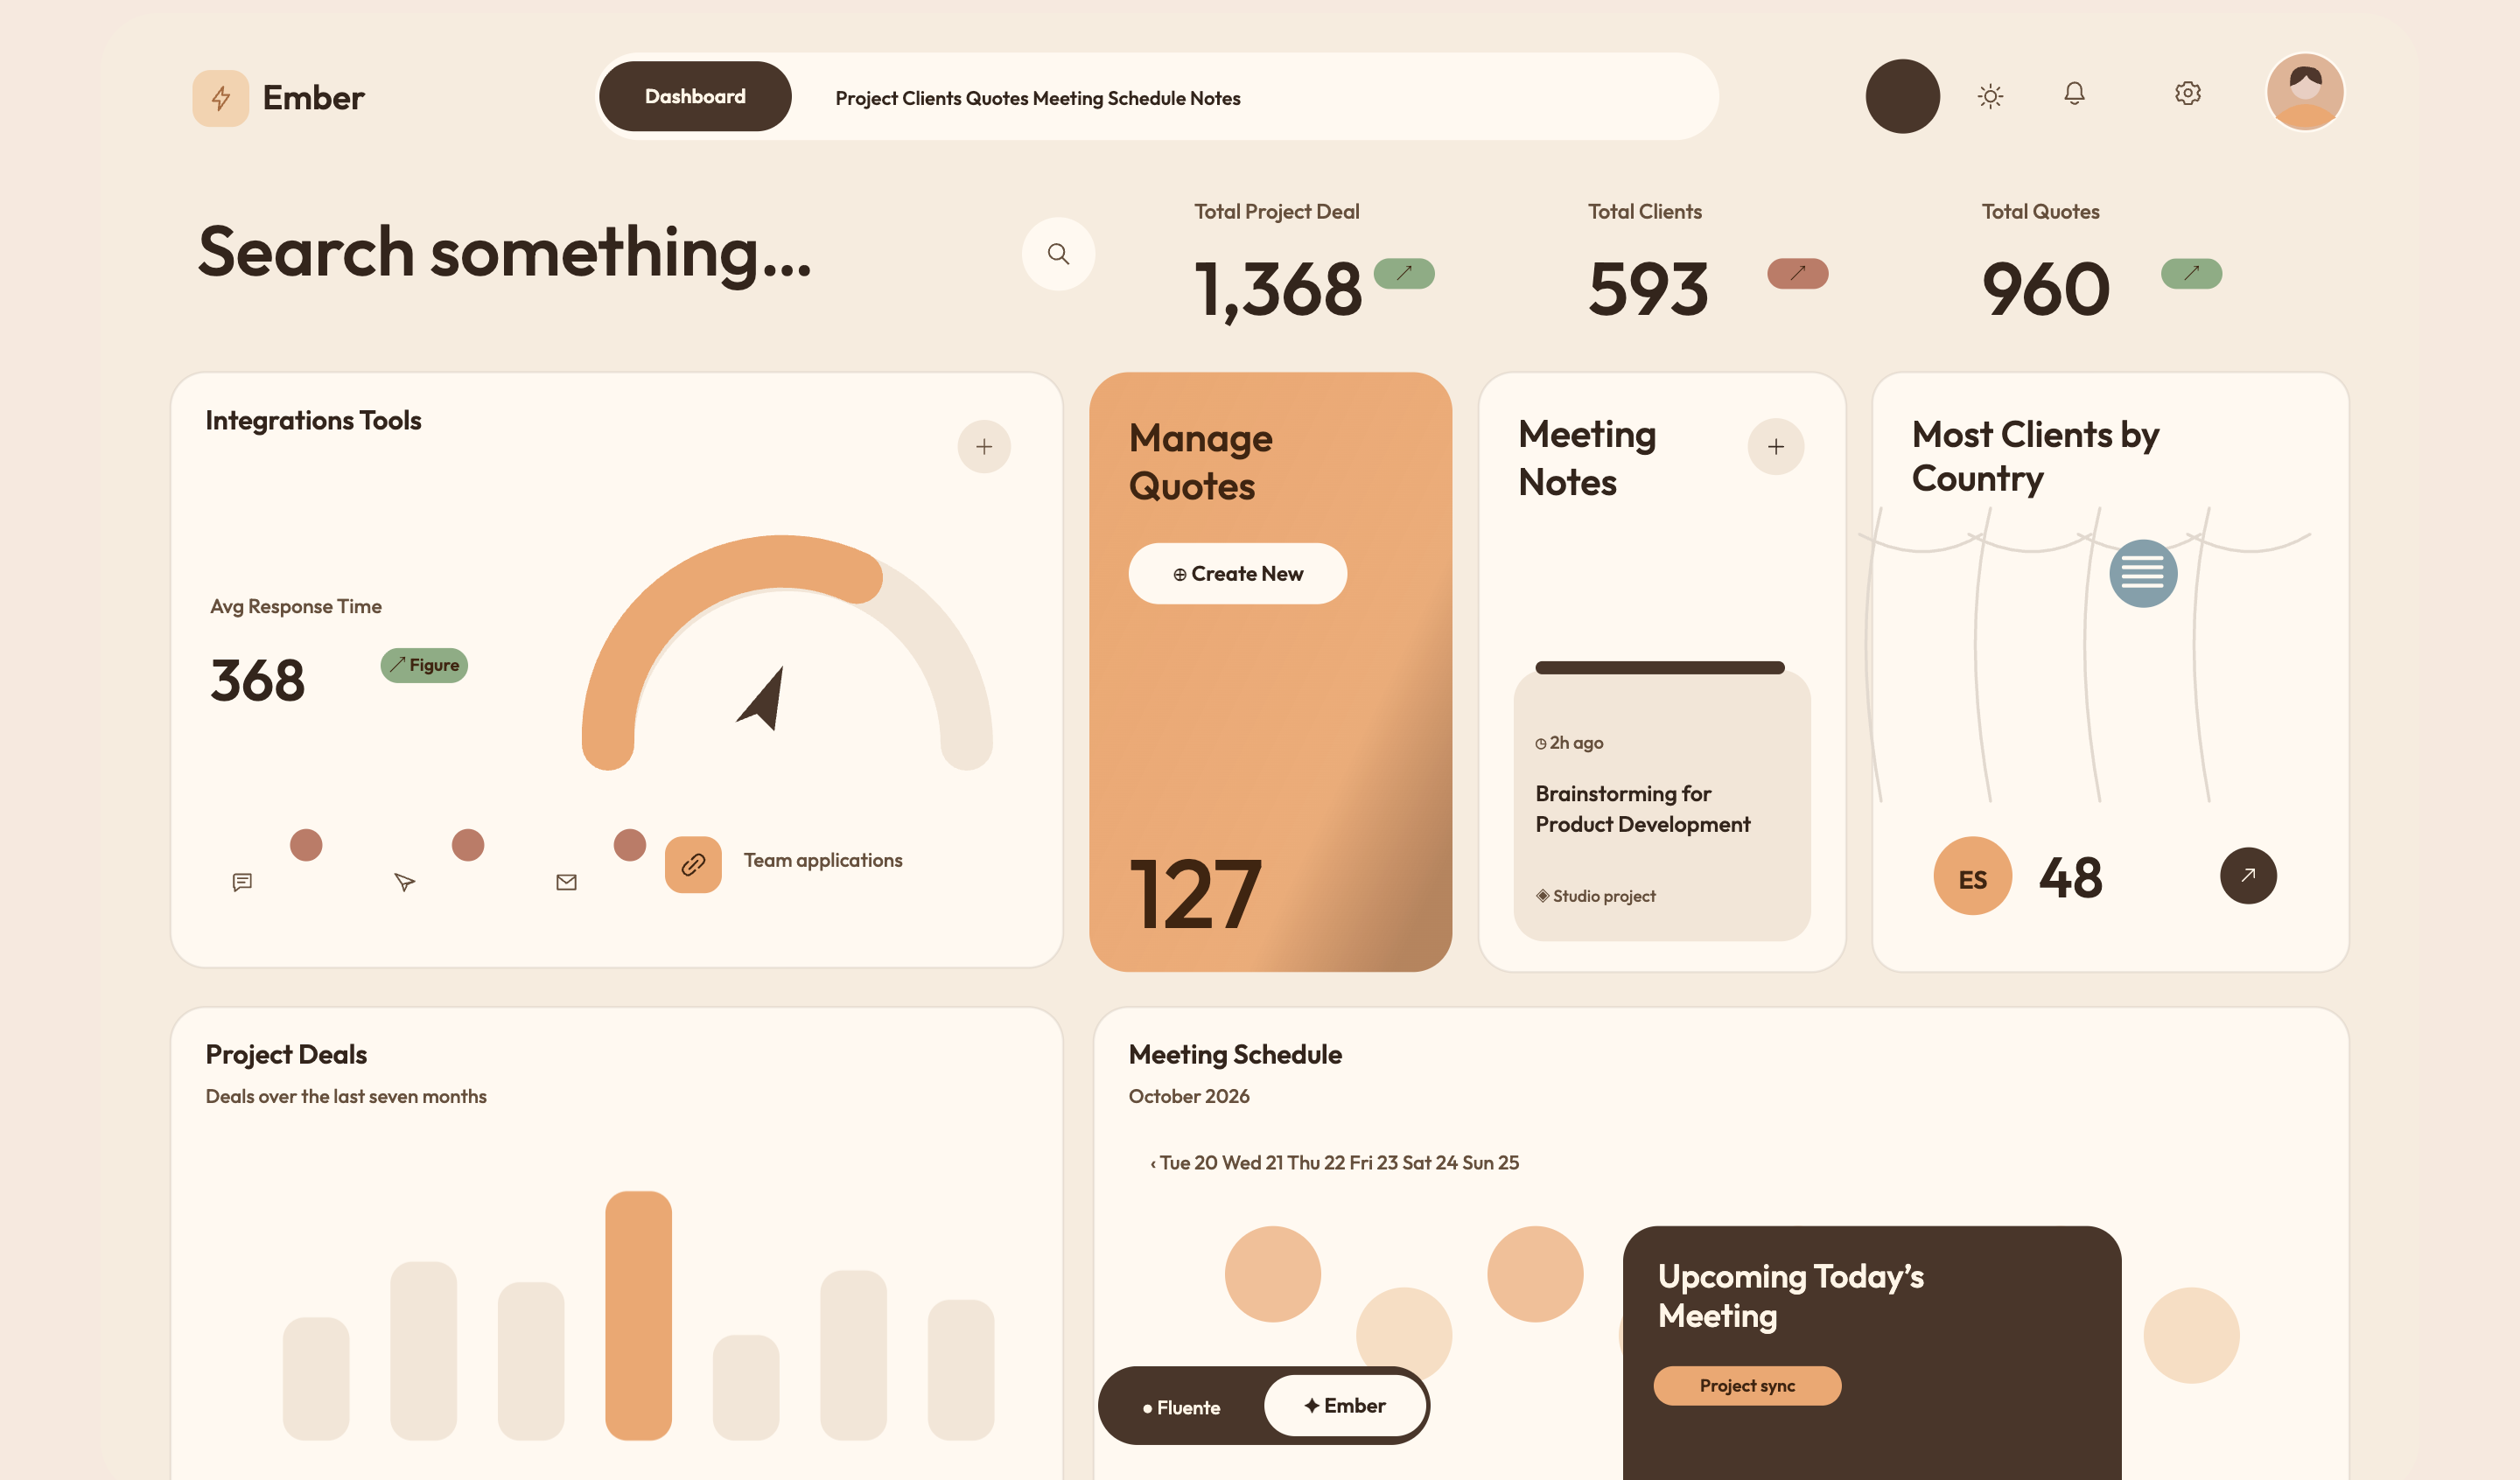 Ember
Dashboard
Project Clients Quotes Meeting Schedule Notes
Search something...
Total Project Deal
1,368
Total Clients
593
Total Quotes
960
Integrations Tools
Avg Response Time
368
Figure
Team applications
Manage
Quotes
⊕ Create New
127
Meeting
Notes
2h ago
Brainstorming for
Product Development
◈ Studio project
Most Clients by
Country
ES
48
Project Deals
Deals over the last seven months
Meeting Schedule
October 2026
‹ Tue 20 Wed 21 Thu 22 Fri 23 Sat 24 Sun 25
Upcoming Today’s
Meeting
Project sync
● Fluente
✦ Ember